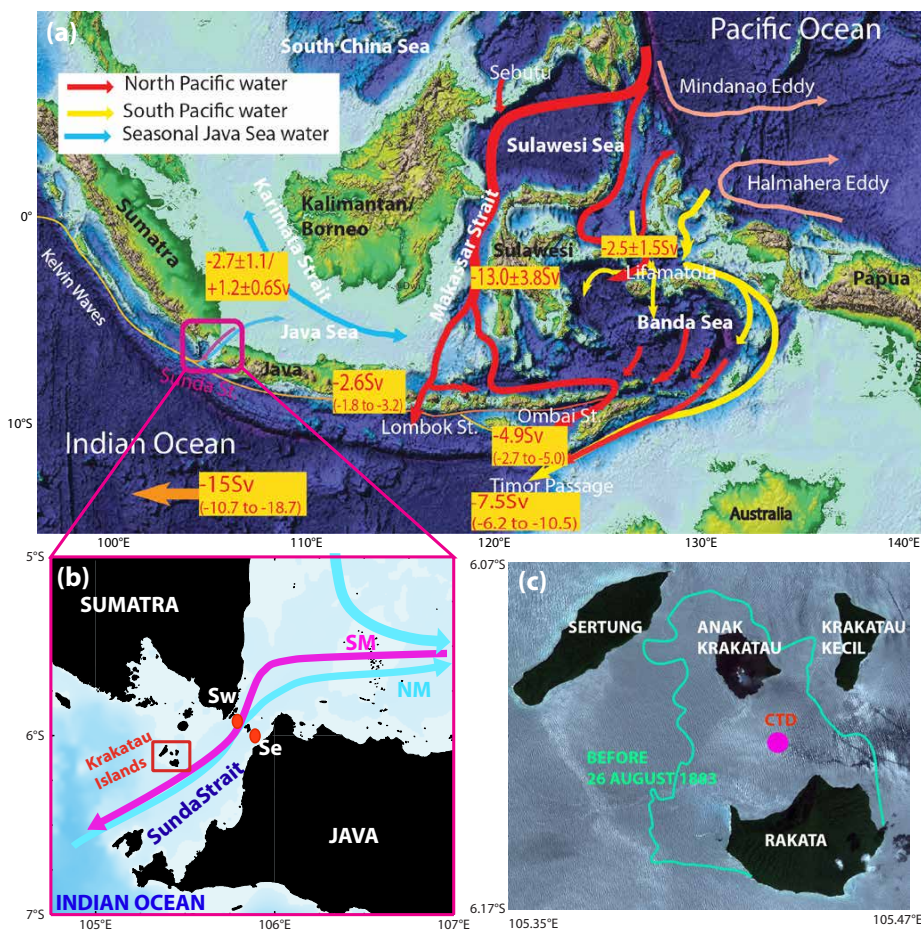 (a)
South China Sea
Pacific Ocean
North Pacific water
South Pacific water
Seasonal Java Sea water
Sebutu
Mindanao Eddy
Sulawesi Sea
Halmahera Eddy
Karimata Strait
Kalimantan/
Borneo
Makassar Strait
Sumatra
0°
Sulawesi
-2.5±1.5Sv
-2.7±1.1/
+1.2±0.6Sv
-13.0±3.8Sv
Lifamatola
Papua
Kelvin Waves
Java Sea
Banda Sea
Sunda St.
Java
-2.6Sv
(-1.8 to -3.2)
10°S
Lombok St.
Ombai St.
-4.9Sv
(-2.7 to -5.0)
Indian Ocean
Timor Passage
-15Sv
(-10.7 to -18.7)
-7.5Sv
(-6.2 to -10.5)
Australia
100°E
110°E
120°E
130°E
140°E
5°S
(b)
SUMATRA
SM
NM
Sw
Se
6°S
Krakatau
Islands
SundaStrait
JAVA
INDIAN OCEAN
7°S
105°E
106°E
107°E
6.07°S
(c)
SERTUNG
ANAK
KRAKATAU
KRAKATAU
KECIL
CTD
BEFORE
26 AUGUST 1883
RAKATA
6.17°S
105.35°E
105.47°E